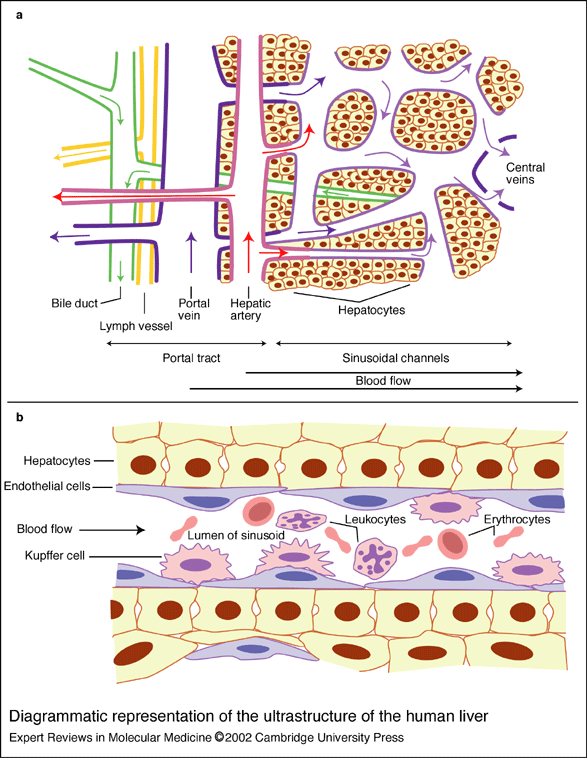 a
Central
veins
Bile duct
Lymph vessel
Portal
vein
Hepatic
artery
Hepatocytes
Portal tract
Sinusoidal channels
Blood flow
b
Hepatocytes
Endothelial cells
Blood flow
Kupffer cell
Lumen of sinusoid
Leukocytes
Erythrocytes
Diagrammatic representation of the ultrastructure of the human liver
Expert Reviews in Molecular Medicine ©2002 Cambridge University Press